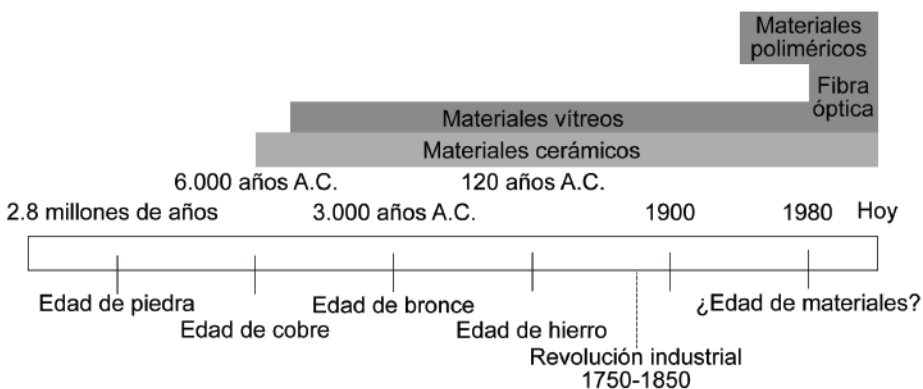 Materiales
poliméricos
Fibra
óptica
Materiales vítreos
Materiales cerámicos
6.000 años A.C.
120 años A.C.
2.8 millones de años
3.000 años A.C.
1900
1980
Hoy
Edad de piedra
Edad de cobre
Edad de bronce
Edad de hierro
¿Edad de materiales?
Revolución industrial
1750-1850